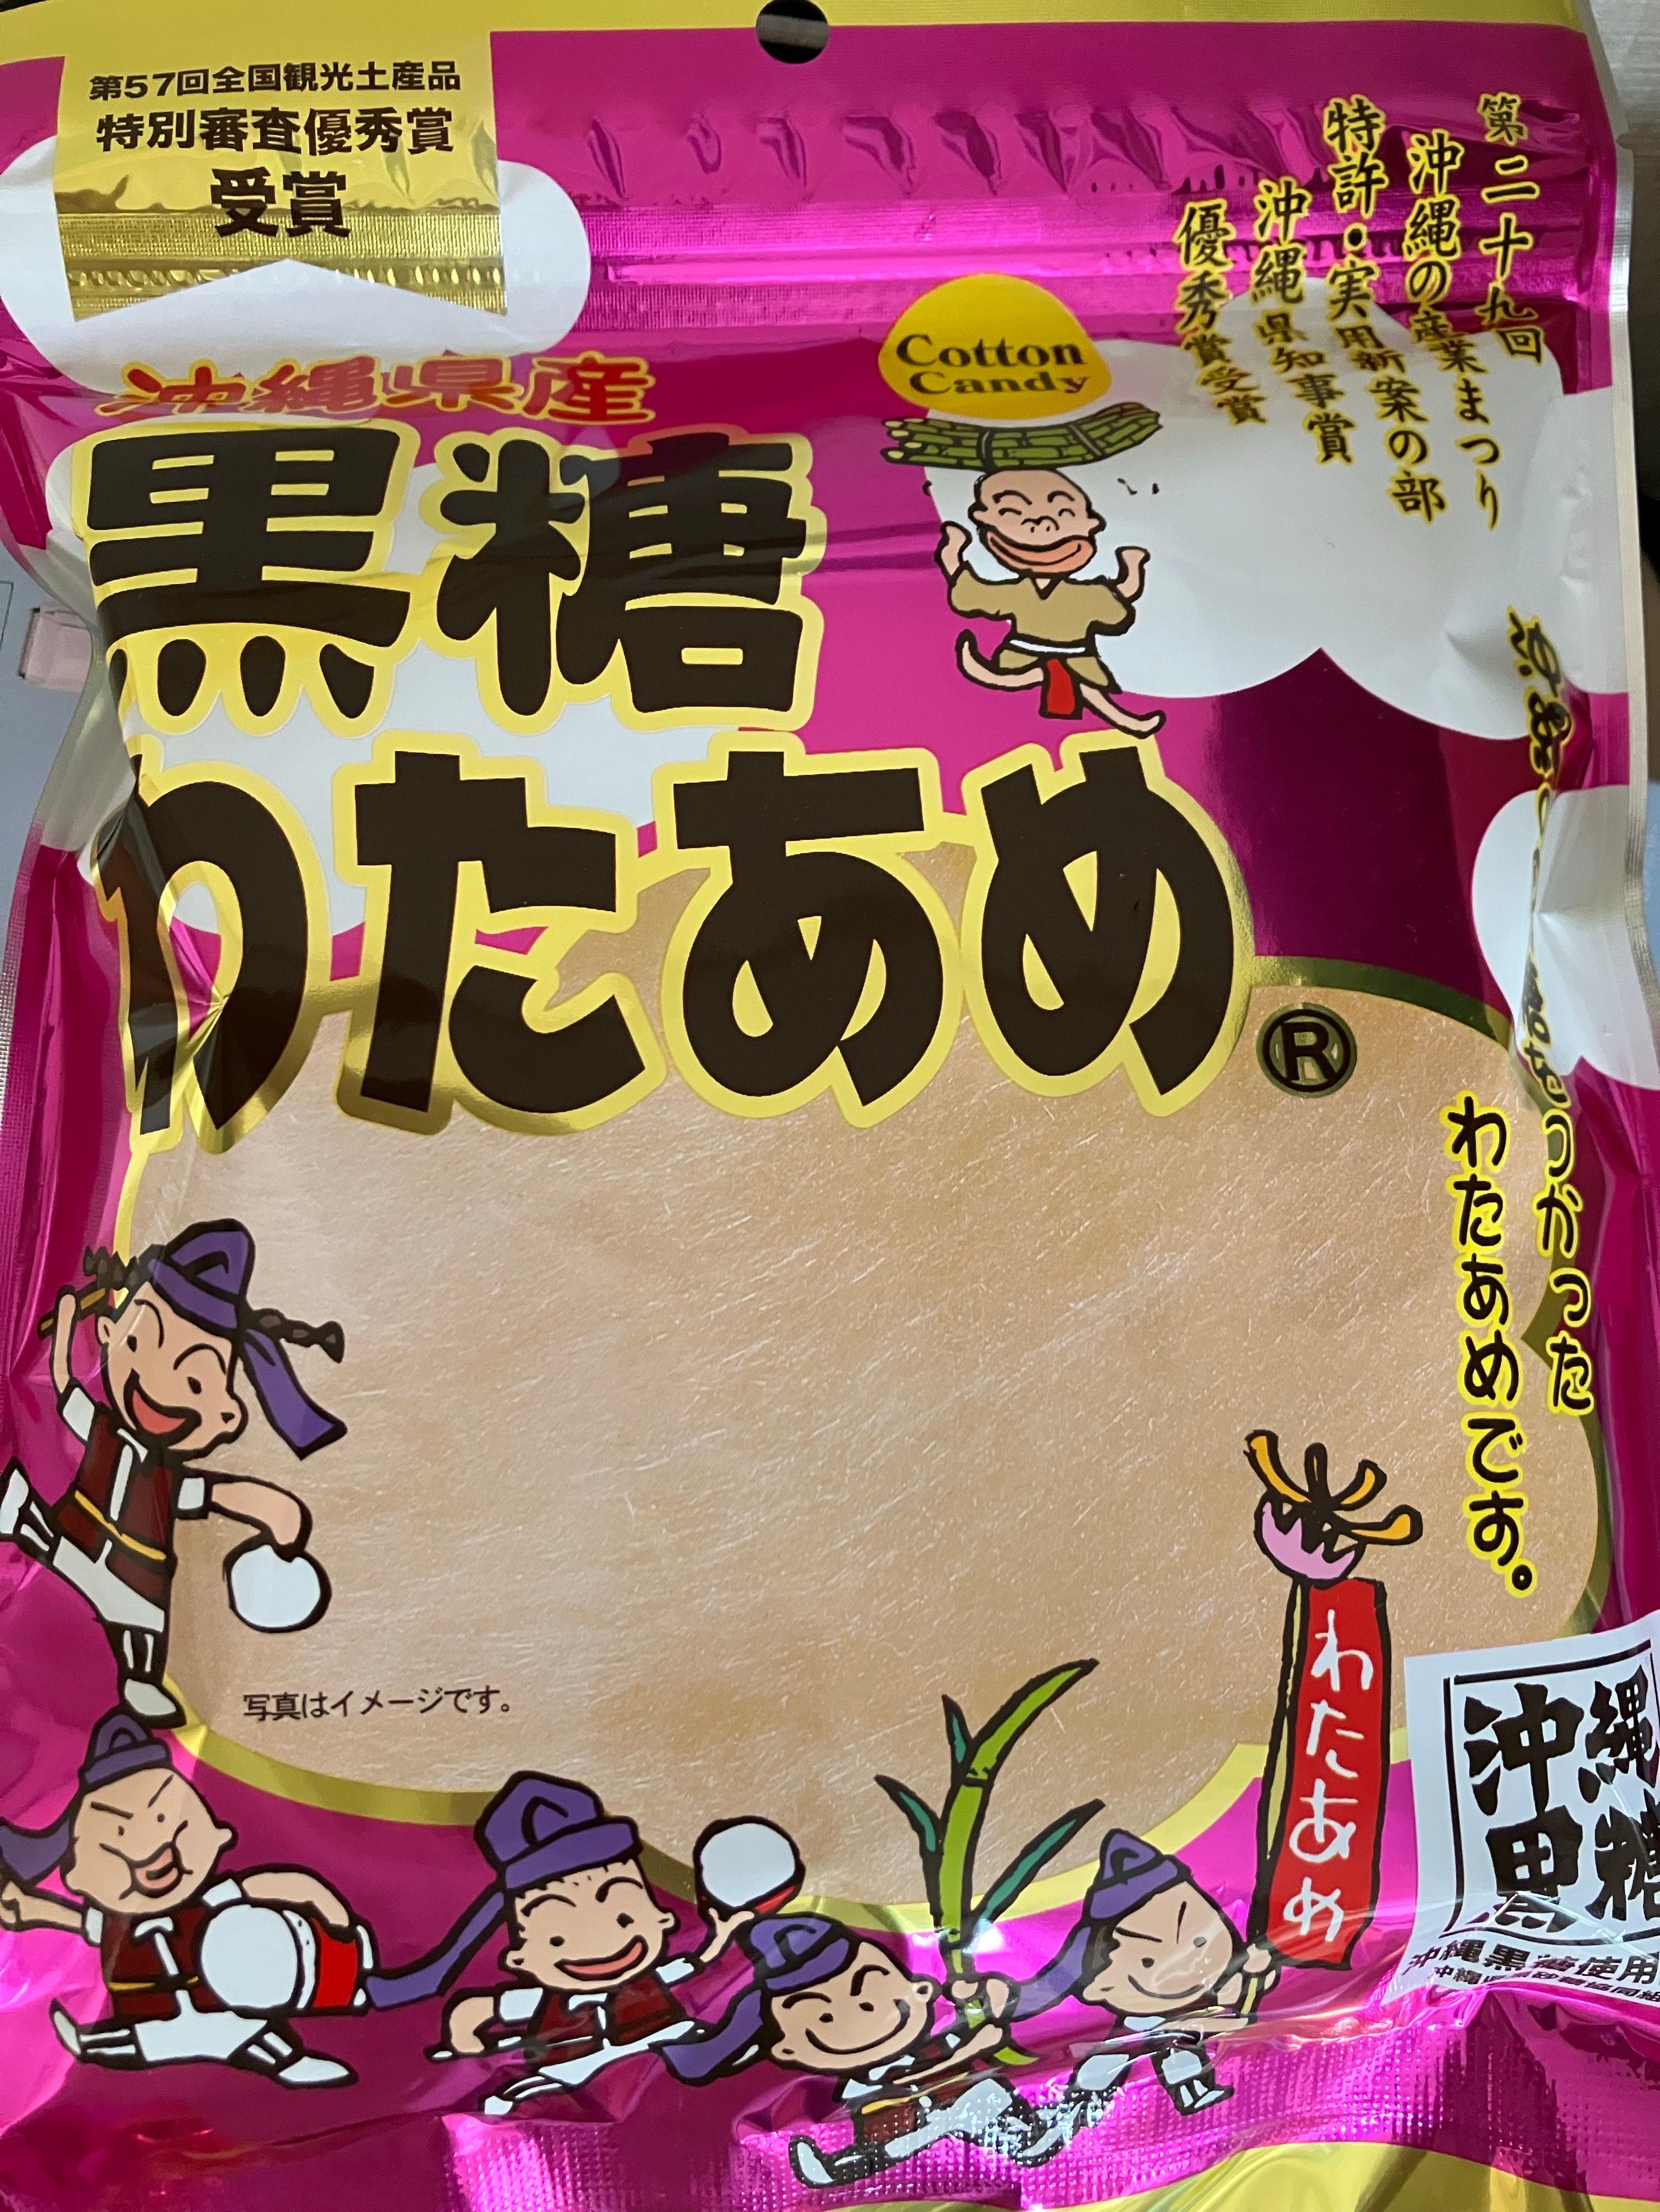 第57回全国観光土産品
特別審査優秀賞
受賞
第二十九回
沖縄の産業まつり
特許・実用新案の部
沖縄県知事賞
優秀賞受賞
Cotton
Candy
沖縄県産
黒糖
わたあめ
®
つかった
わたあめです。
写真はイメージです。
わたあめ
沖縄
黒糖
沖縄黒糖使用